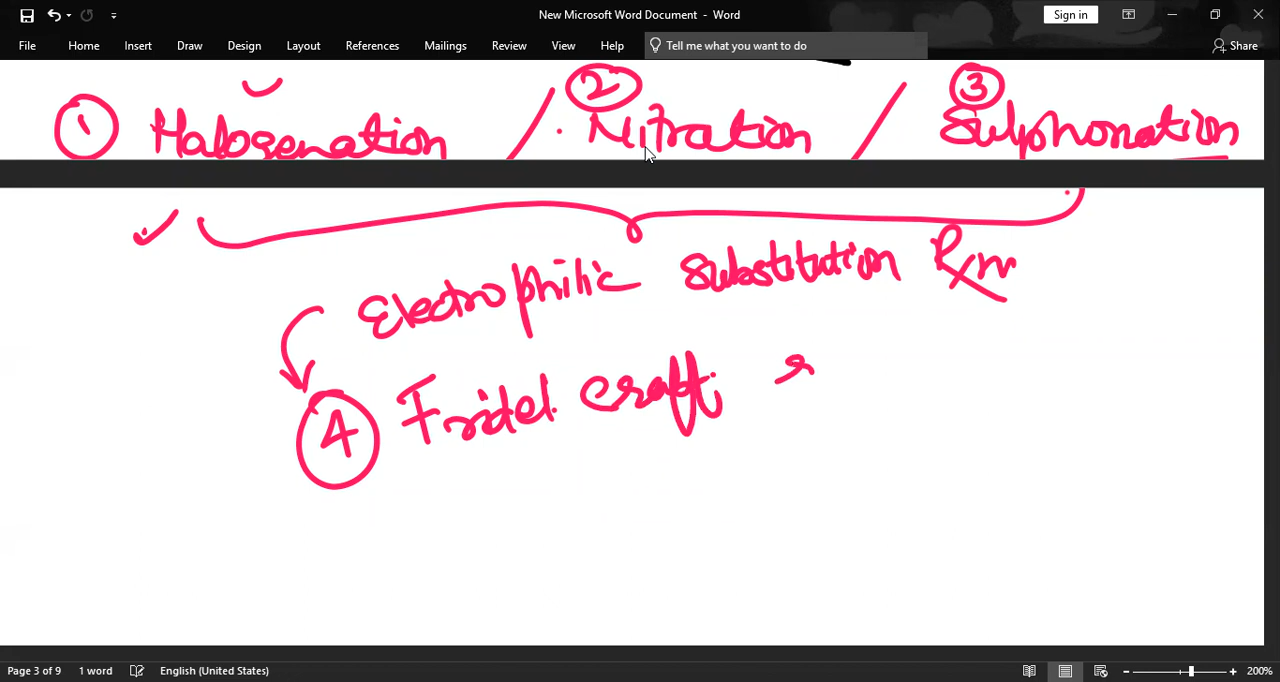 New Microsoft Word Document - Word
Sign in
File Home Insert Draw Design Layout References Mailings Review View Help Tell me what you want to do Share
① Halogenation / ② Nitration / ③ Sulphonation
Electrophilic substitution Rxn
④ Fridel craft
Page 3 of 9 1 word English (United States) 200%